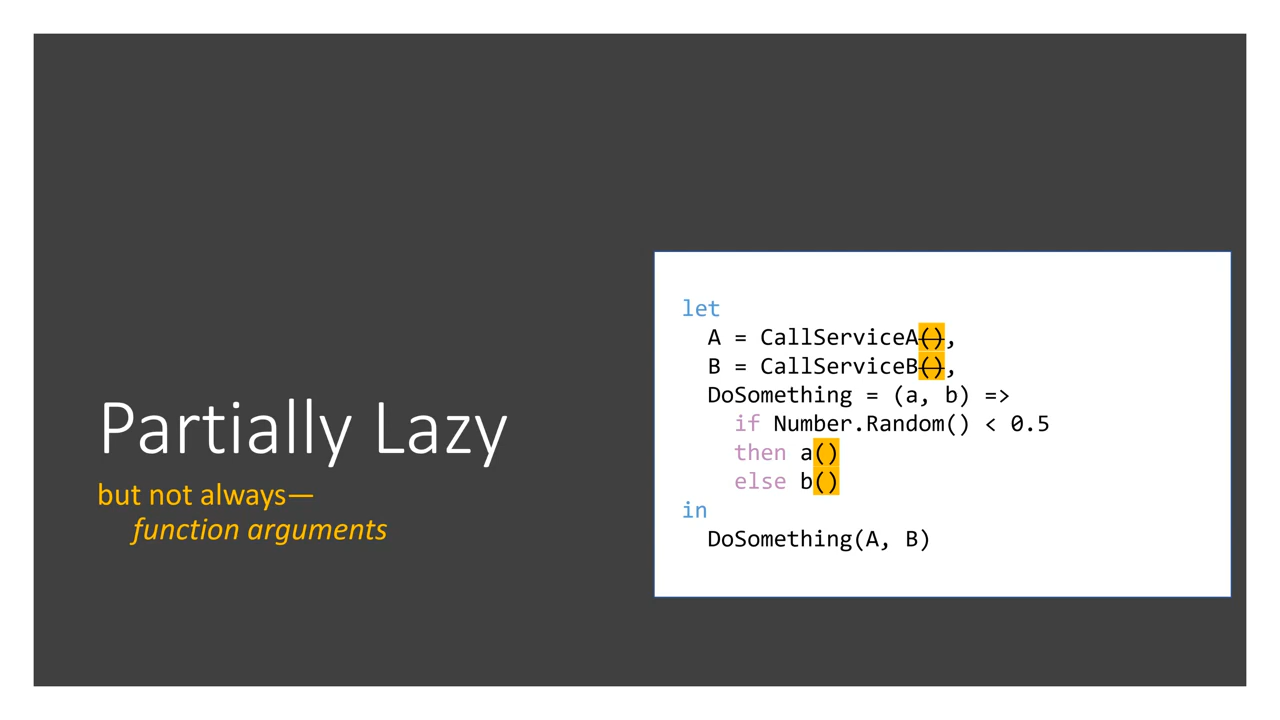 Partially Lazy
but not always—
function arguments
let
A = CallServiceA(),
B = CallServiceB(),
DoSomething = (a, b) =>
if Number.Random() < 0.5
then a()
else b()
in
DoSomething(A, B)